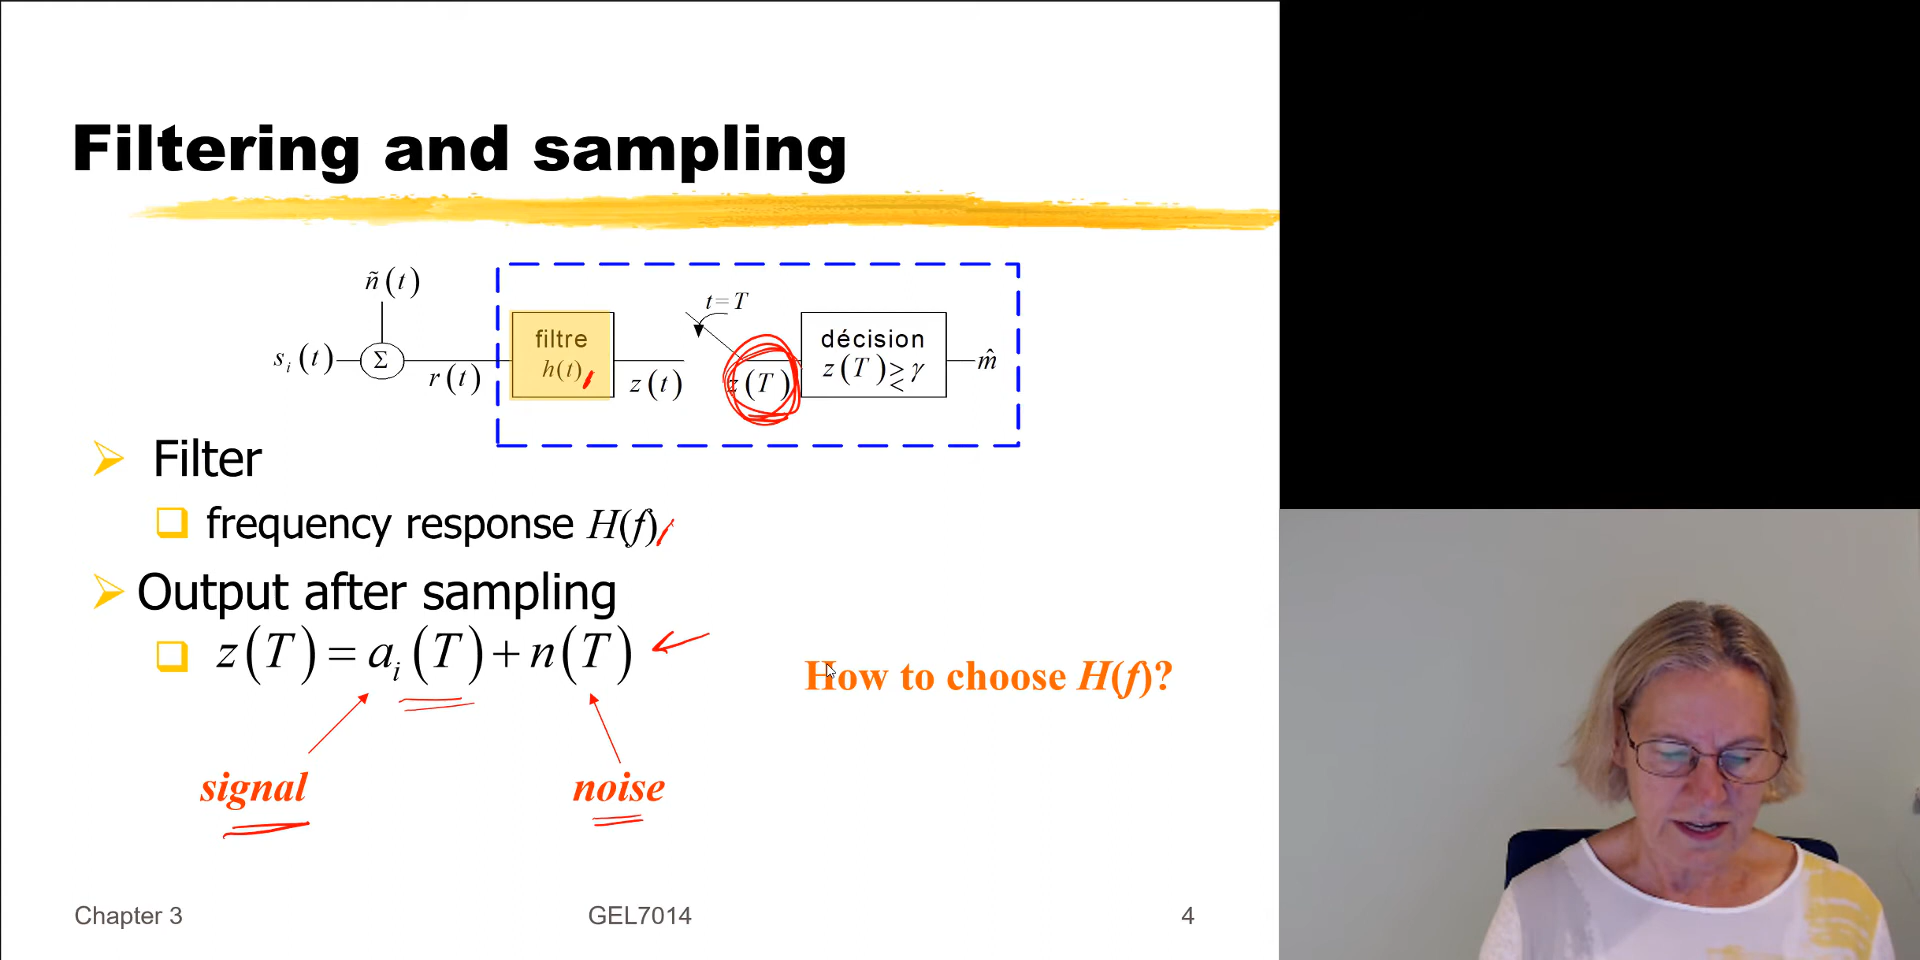 Filtering and sampling
ñ(t)
t=T
filtre
décision
s_i(t)
Σ
r(t)
h(t)
z(t)
z(T)
z(T) ≷ γ
m̂
Filter
frequency response H(f)
Output after sampling
z(T) = a_i(T) + n(T)
How to choose H(f)?
signal
noise
Chapter 3
GEL7014
4